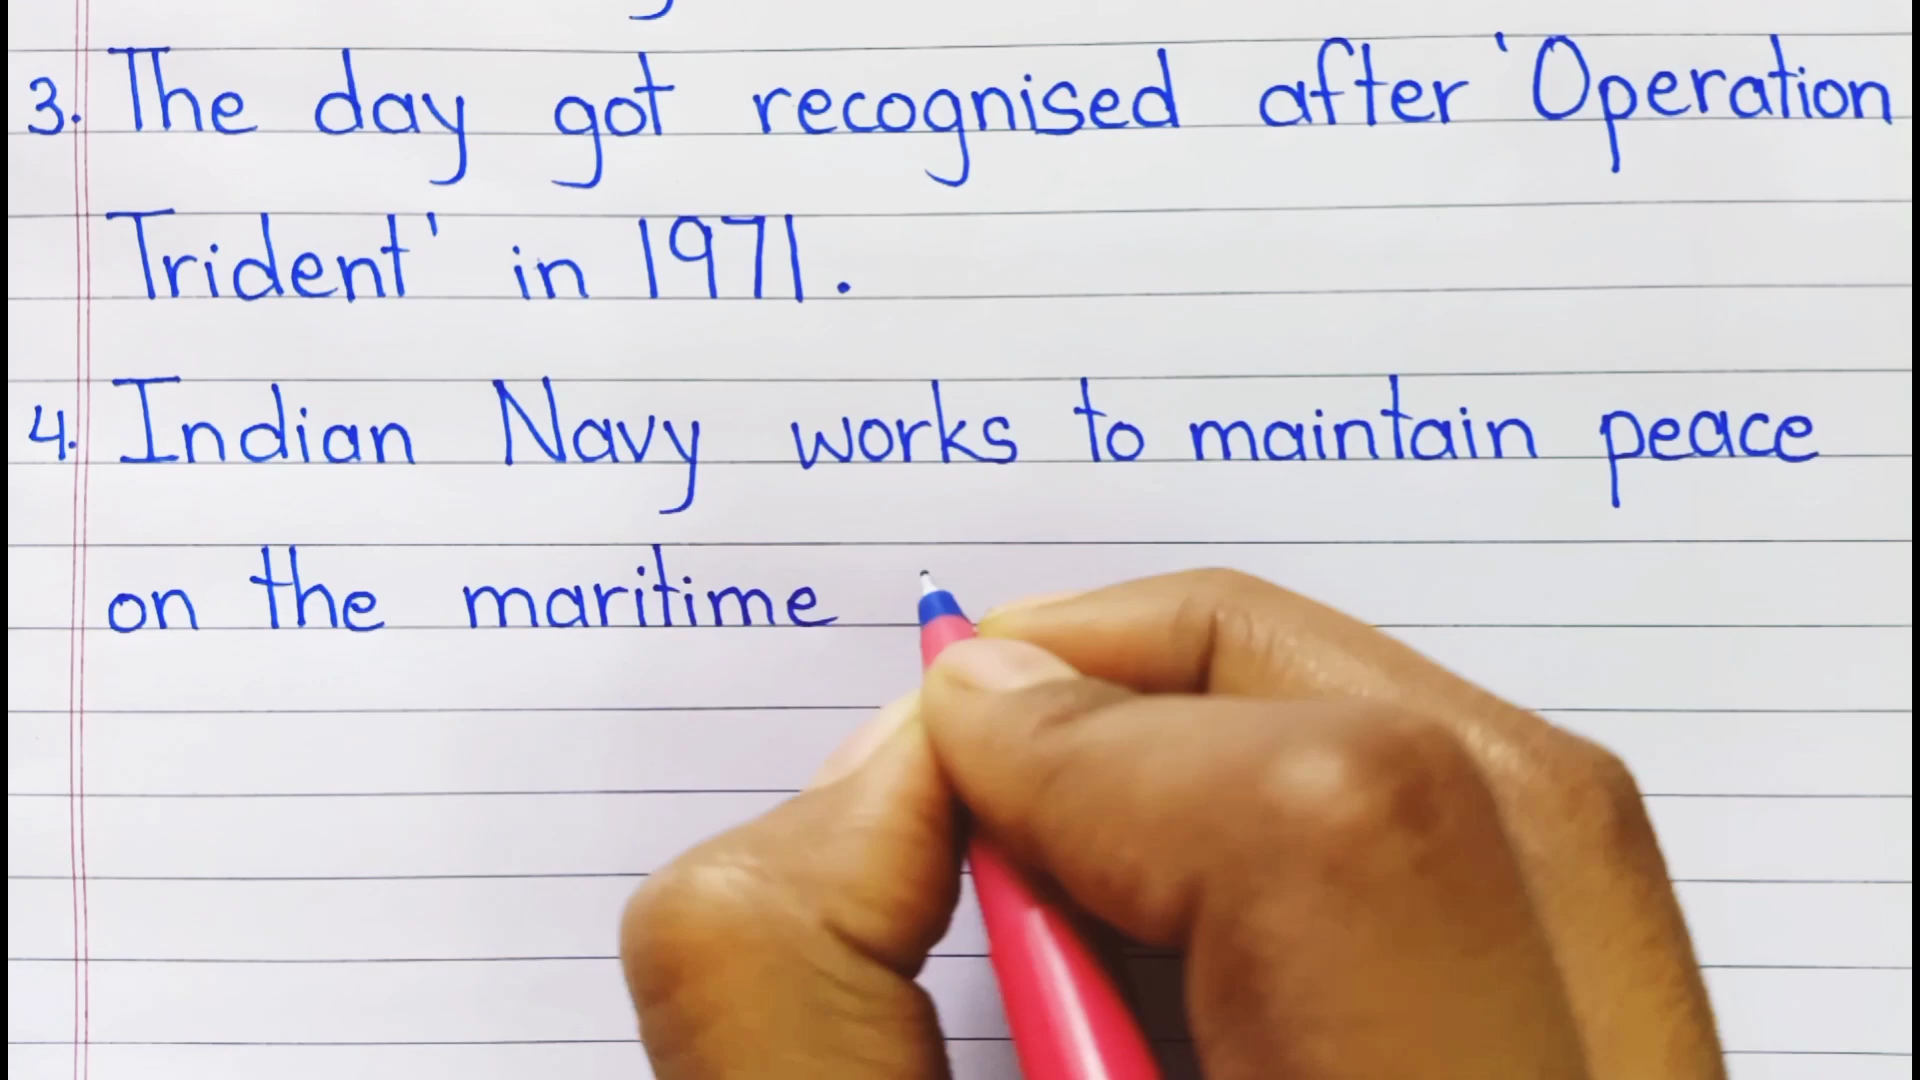 3. The day got recognised after 'Operation
Trident' in 1971.
4. Indian Navy works to maintain peace
on the maritime